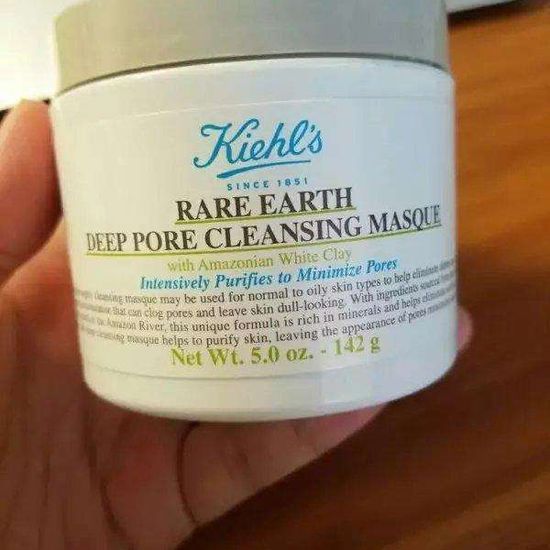 Kiehl's
SINCE 1851
RARE EARTH
DEEP PORE CLEANSING MASQUE
with Amazonian White Clay
Intensively Purifies to Minimize Pores
cleansing masque may be used for normal to oily skin types to help eliminate
that can clog pores and leave skin dull-looking. With ingredients sourced
Amazon River, this unique formula is rich in minerals and helps
cleansing masque helps to purify skin, leaving the appearance of pores
Net Wt. 5.0 oz. - 142 g